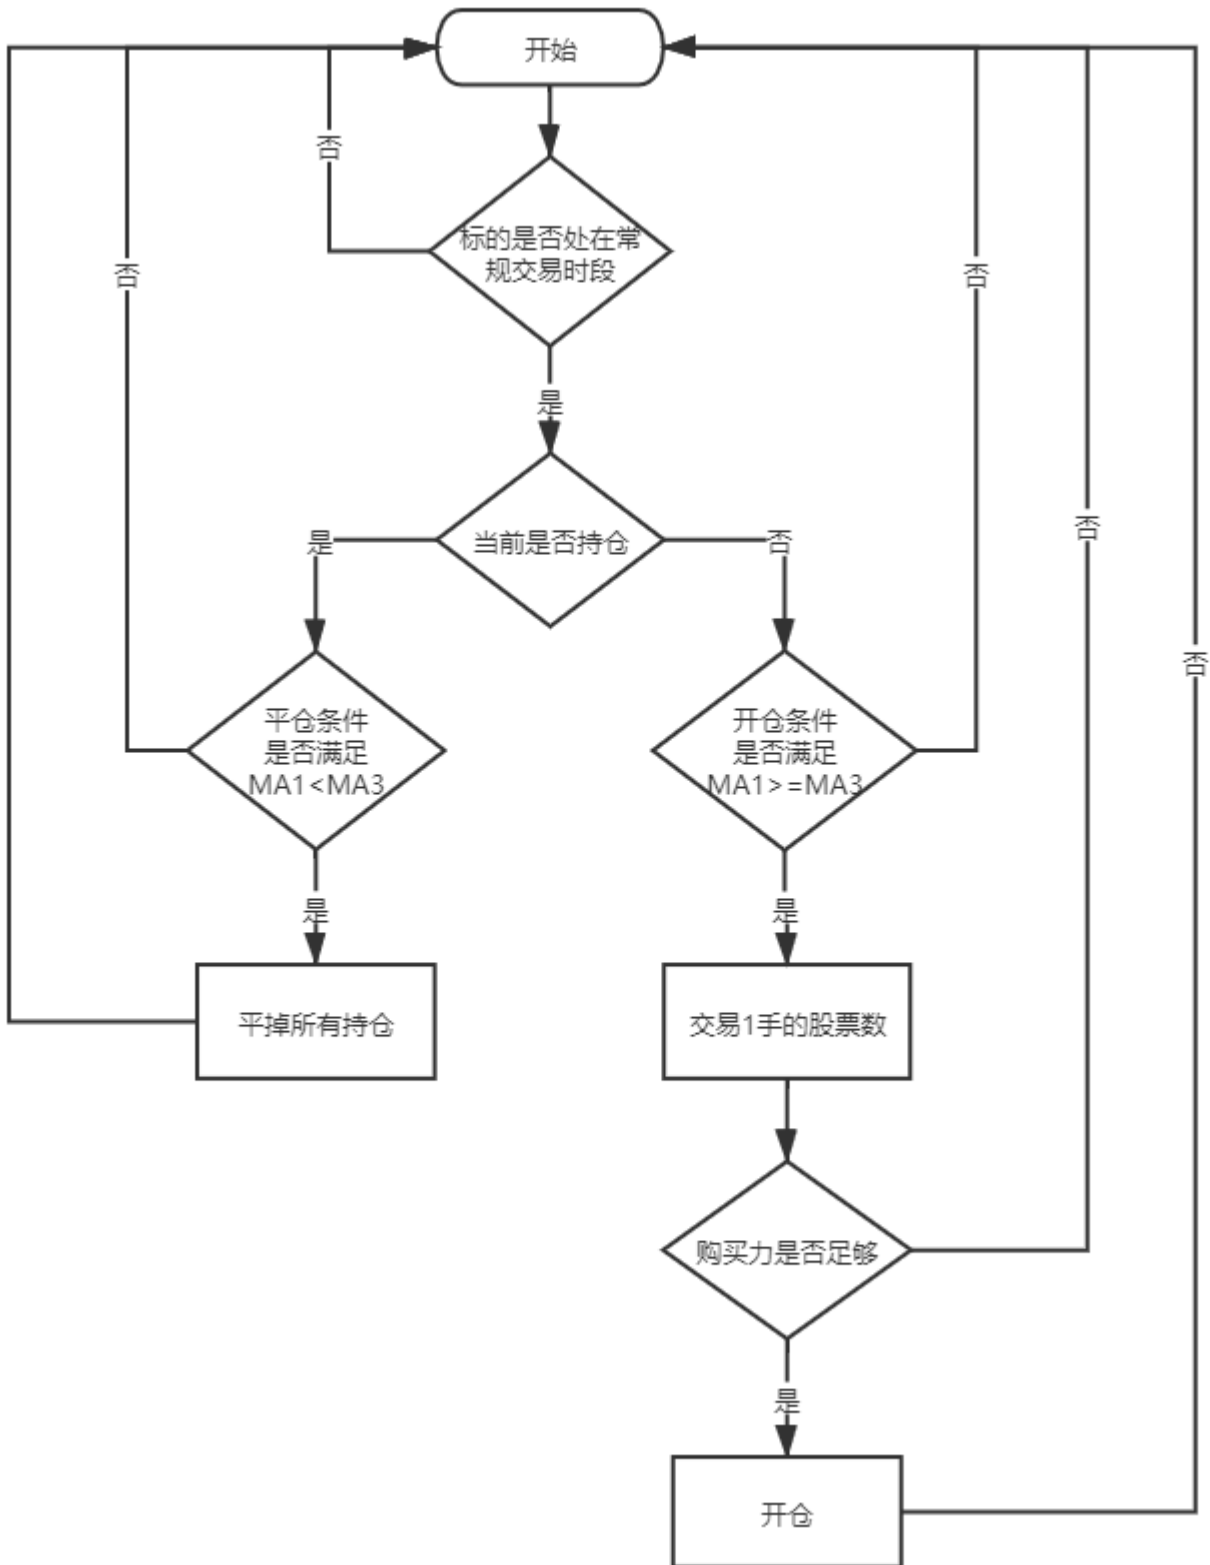 开始
否
标的是否处在常
规交易时段
否
否
是
否
当前是否持仓
是
否
否
平仓条件
是否满足
MA1<MA3
开仓条件
是否满足
MA1>=MA3
是
是
平掉所有持仓
交易1手的股票数
购买力是否足够
是
开仓